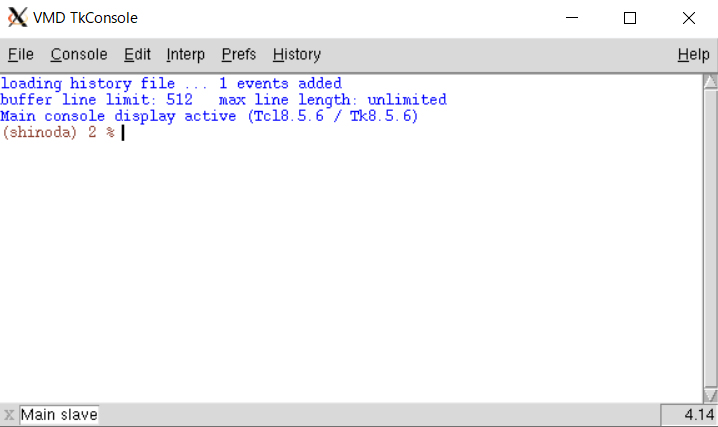 VMD TkConsole
File Console Edit Interp Prefs History Help
loading history file ... 1 events added
buffer line limit: 512 max line length: unlimited
Main console display active (Tcl8.5.6 / Tk8.5.6)
(shinoda) 2 %
X Main slave 4.14